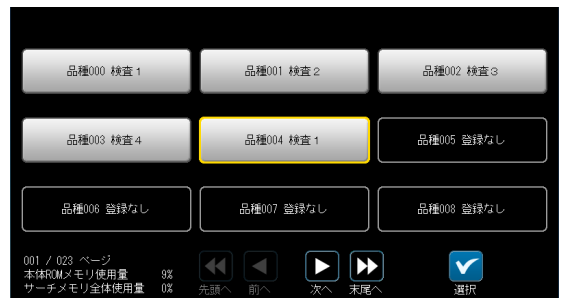 品種000 検査１
品種001 検査２
品種002 検査３
品種003 検査４
品種004 検査１
品種005 登録なし
品種006 登録なし
品種007 登録なし
品種008 登録なし
001 / 023 ページ
本体ROMメモリ使用量 9%
サーチメモリ全体使用量 0%
先頭へ 前へ 次へ 末尾へ 選択